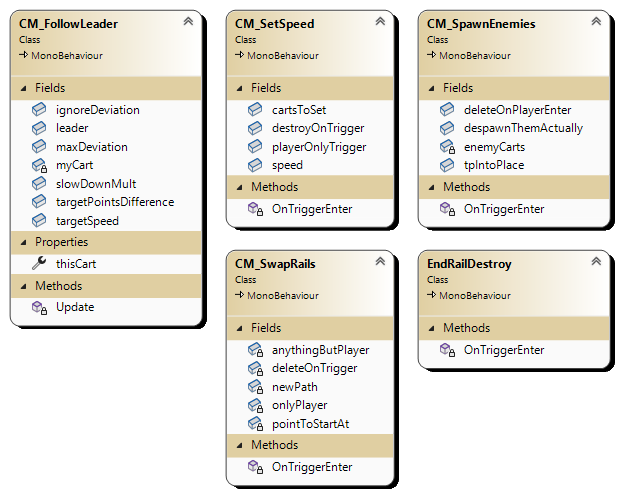 CM_FollowLeader
Class
MonoBehaviour
Fields
ignoreDeviation
leader
maxDeviation
myCart
slowDownMult
targetPointsDifference
targetSpeed
Properties
thisCart
Methods
Update
CM_SetSpeed
Class
MonoBehaviour
Fields
cartsToSet
destroyOnTrigger
playerOnlyTrigger
speed
Methods
OnTriggerEnter
CM_SpawnEnemies
Class
MonoBehaviour
Fields
deleteOnPlayerEnter
despawnThemActually
enemyCarts
tpIntoPlace
Methods
OnTriggerEnter
CM_SwapRails
Class
MonoBehaviour
Fields
anythingButPlayer
deleteOnTrigger
newPath
onlyPlayer
pointToStartAt
Methods
OnTriggerEnter
EndRailDestroy
Class
MonoBehaviour
Methods
OnTriggerEnter